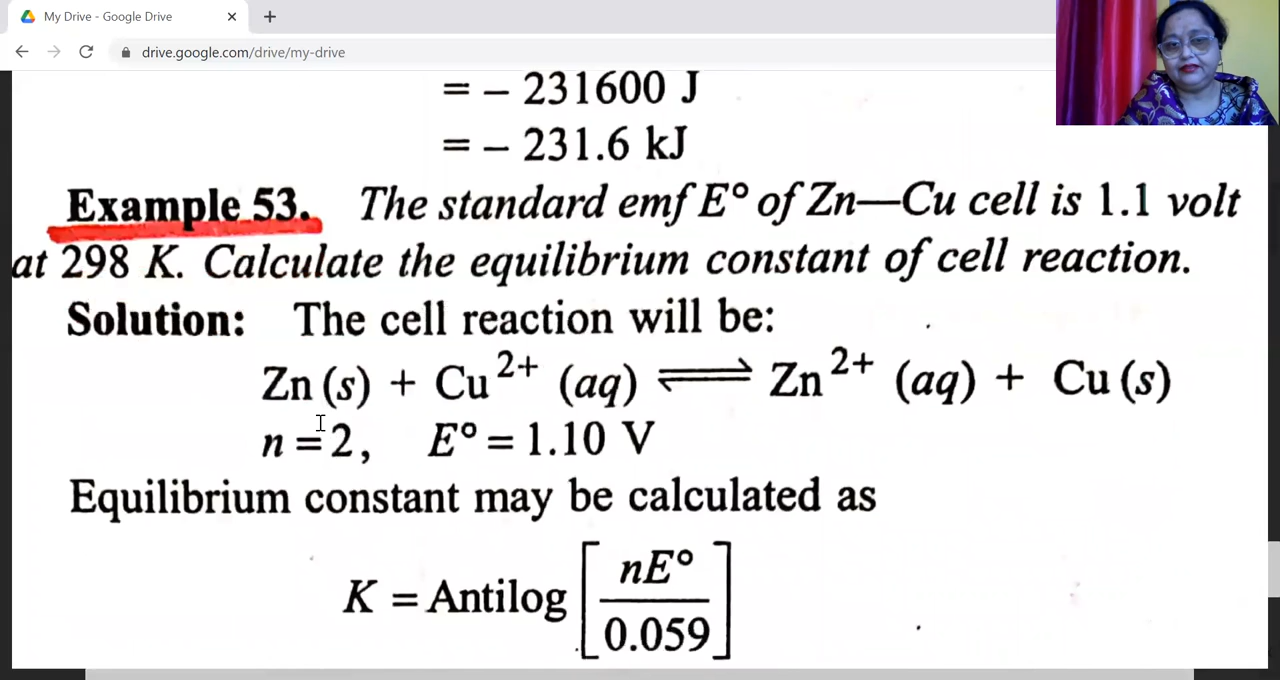 My Drive - Google Drive
drive.google.com/drive/my-drive
= – 231600 J
= – 231.6 kJ
Example 53. The standard emf E° of Zn—Cu cell is 1.1 volt
at 298 K. Calculate the equilibrium constant of cell reaction.
Solution: The cell reaction will be:
Zn (s) + Cu²⁺ (aq) ⇌ Zn²⁺ (aq) + Cu (s)
n = 2, E° = 1.10 V
Equilibrium constant may be calculated as
K = Antilog [nE° / 0.059]